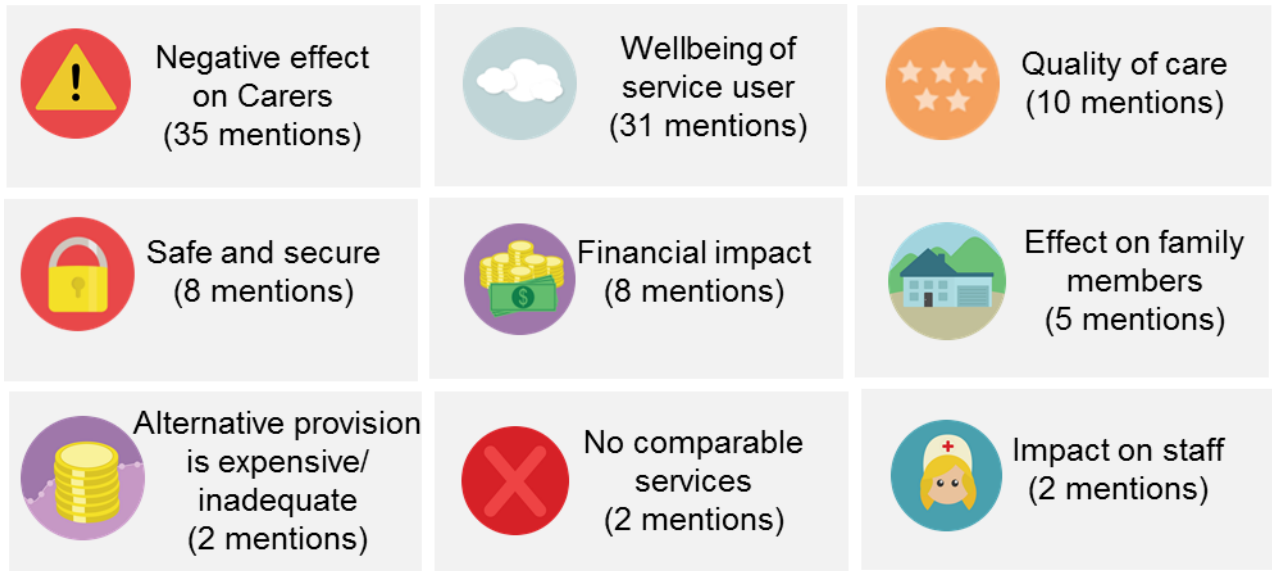 Negative effect
on Carers
(35 mentions)
Wellbeing of
service user
(31 mentions)
Quality of care
(10 mentions)
Safe and secure
(8 mentions)
Financial impact
(8 mentions)
$
Effect on family
members
(5 mentions)
Alternative provision
is expensive/
inadequate
(2 mentions)
No comparable
services
(2 mentions)
Impact on staff
(2 mentions)